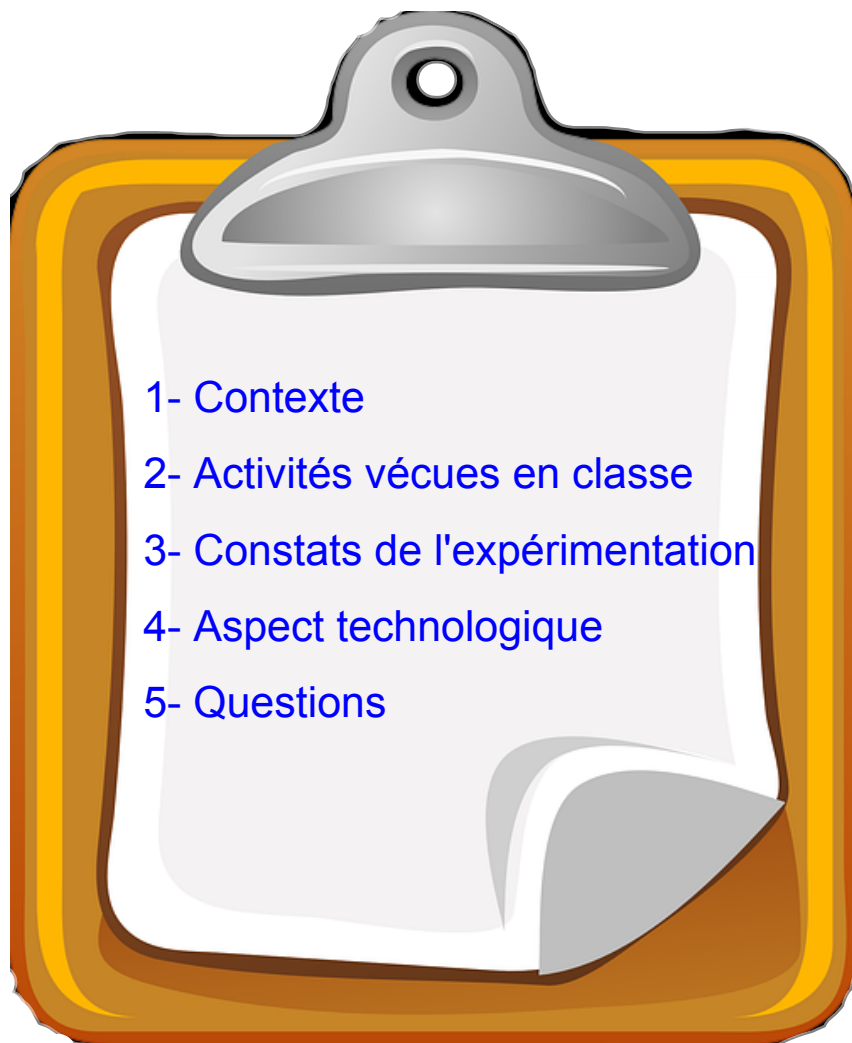 1- Contexte
2- Activités vécues en classe
3- Constats de l'expérimentation
4- Aspect technologique
5- Questions